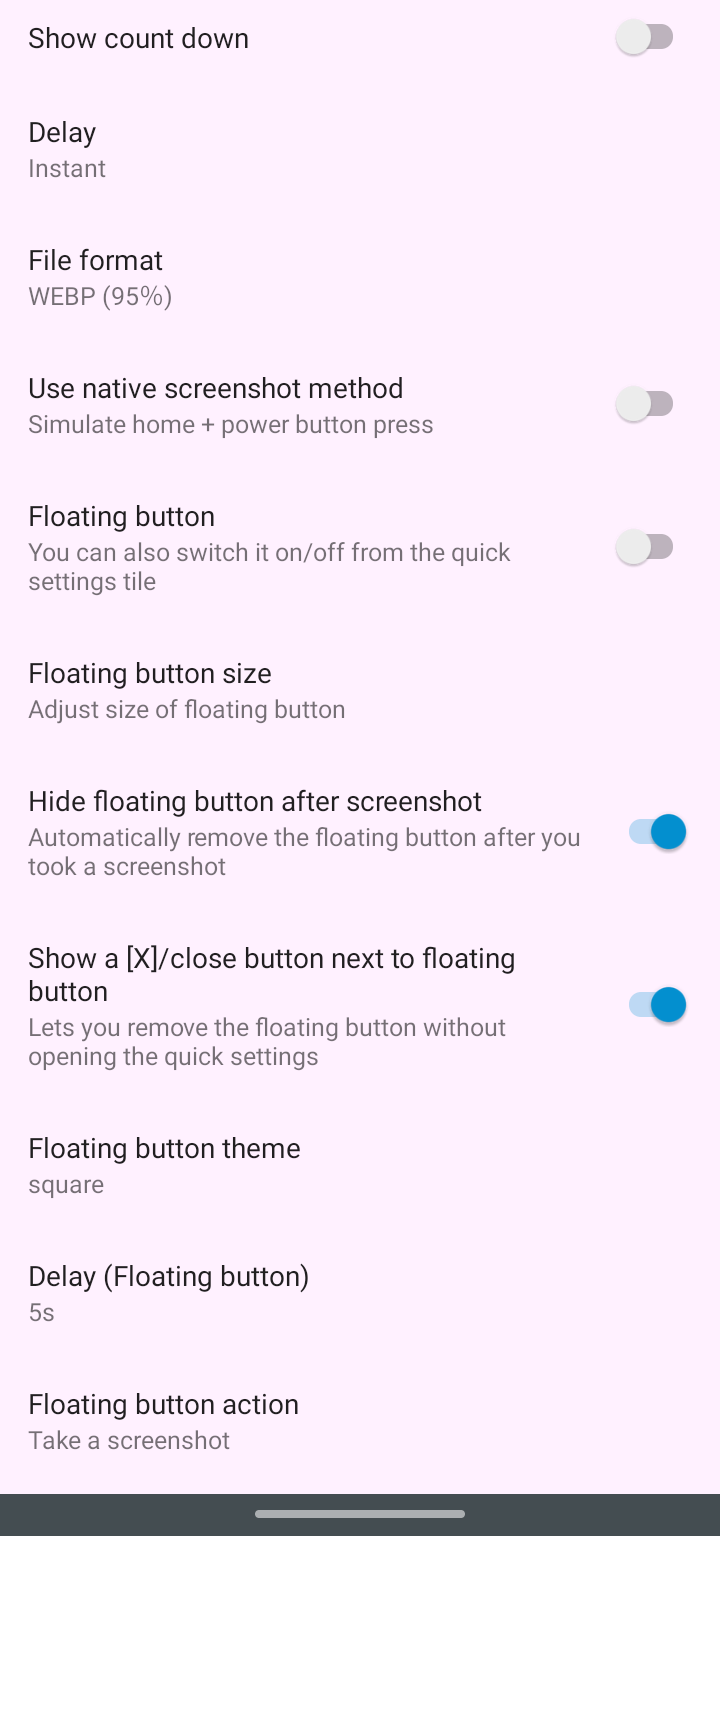 Show count down
Delay
Instant
File format
WEBP (95%)
Use native screenshot method
Simulate home + power button press
Floating button
You can also switch it on/off from the quick
settings tile
Floating button size
Adjust size of floating button
Hide floating button after screenshot
Automatically remove the floating button after you
took a screenshot
Show a [X]/close button next to floating
button
Lets you remove the floating button without
opening the quick settings
Floating button theme
square
Delay (Floating button)
5s
Floating button action
Take a screenshot